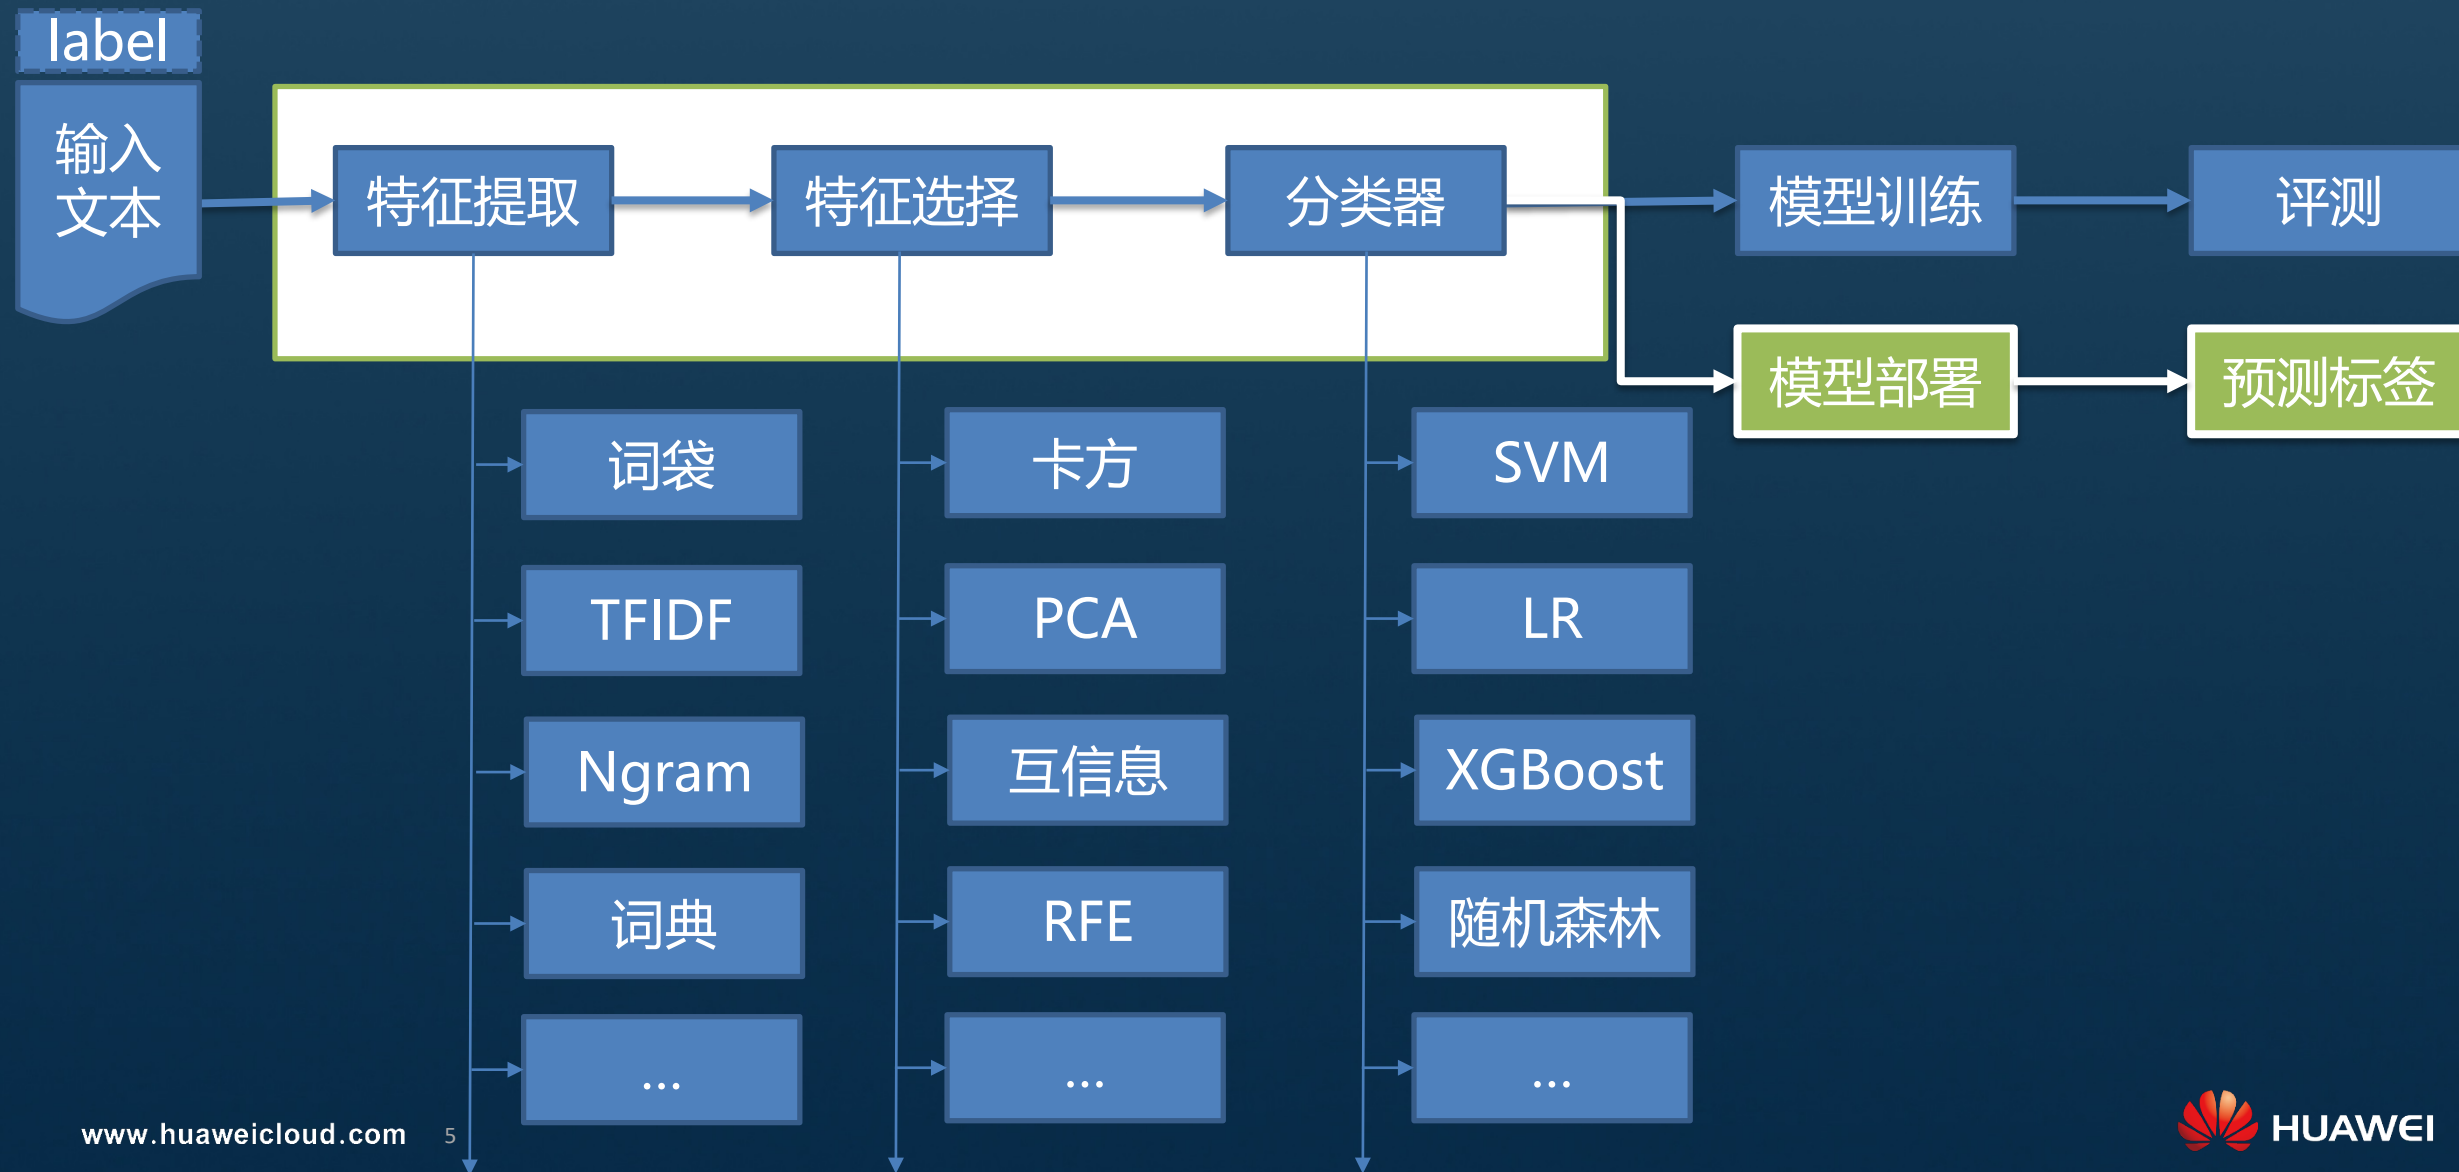 label
输入
文本
特征提取
特征选择
分类器
模型训练
评测
模型部署
预测标签
词袋
TFIDF
Ngram
词典
...
卡方
PCA
互信息
RFE
...
SVM
LR
XGBoost
随机森林
...
www.huaweicloud.com
5
HUAWEI